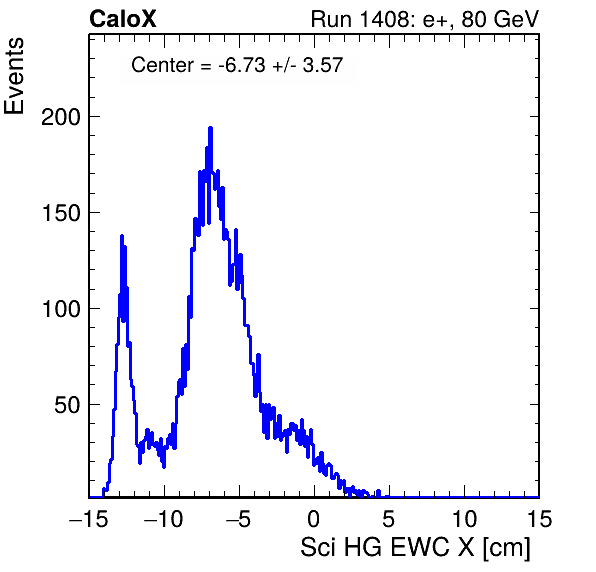 CaloX Run 1408: e+, 80 GeV
Center = -6.73 +/- 3.57
Events
200
150
100
50
−15 −10 −5 0 5 10 15
Sci HG EWC X [cm]